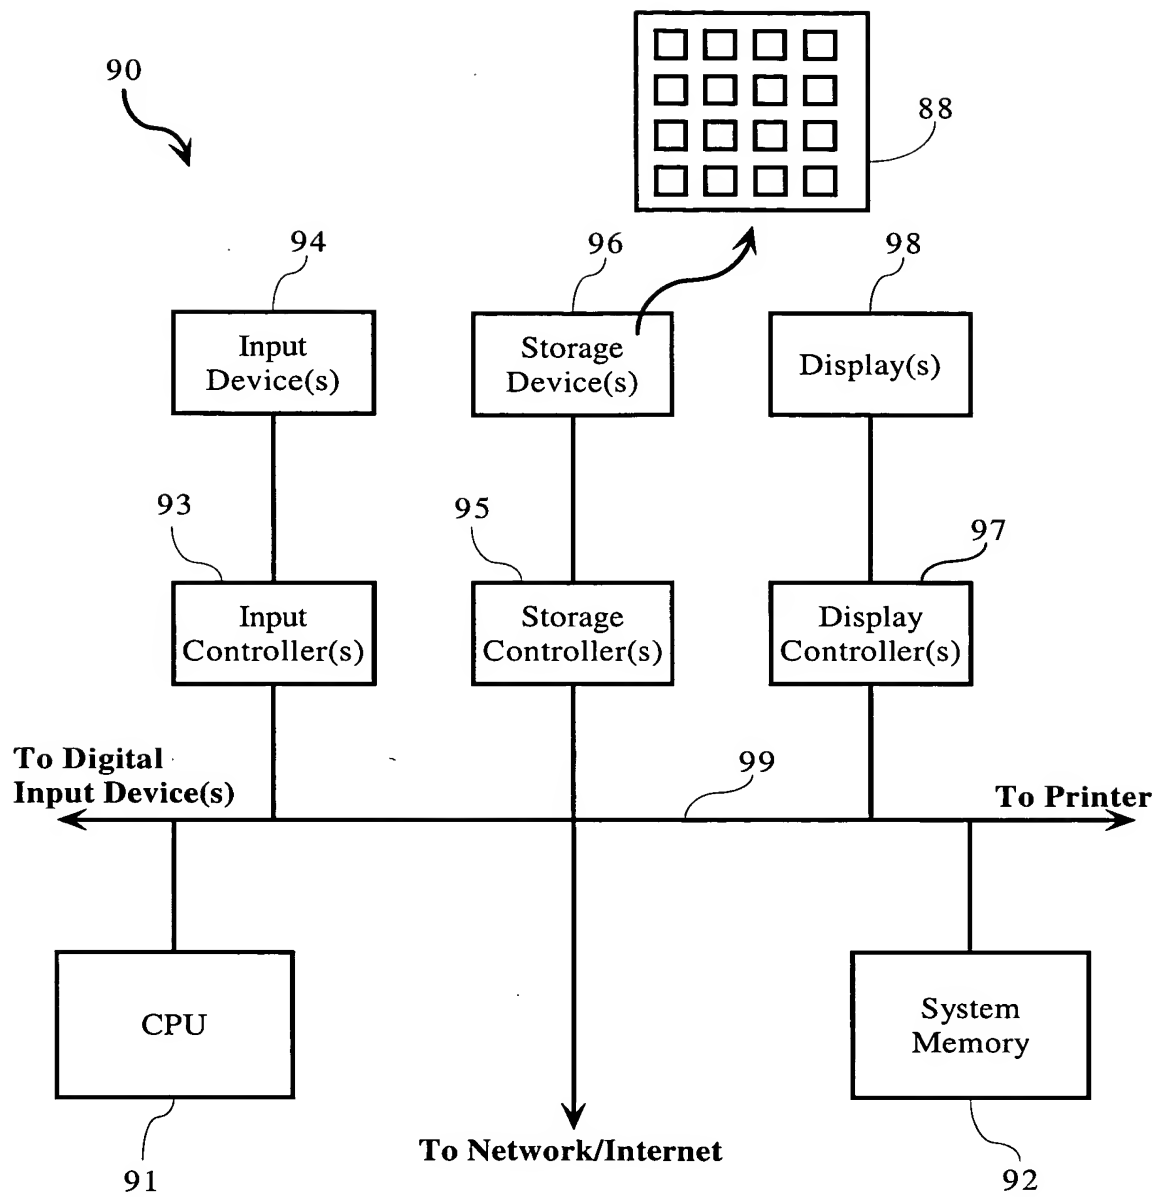 90
88
94
96
98
Input
Device(s)
Storage
Device(s)
Display(s)
93
95
97
Input
Controller(s)
Storage
Controller(s)
Display
Controller(s)
To Digital
Input Device(s)
99
To Printer
CPU
System
Memory
To Network/Internet
91
92